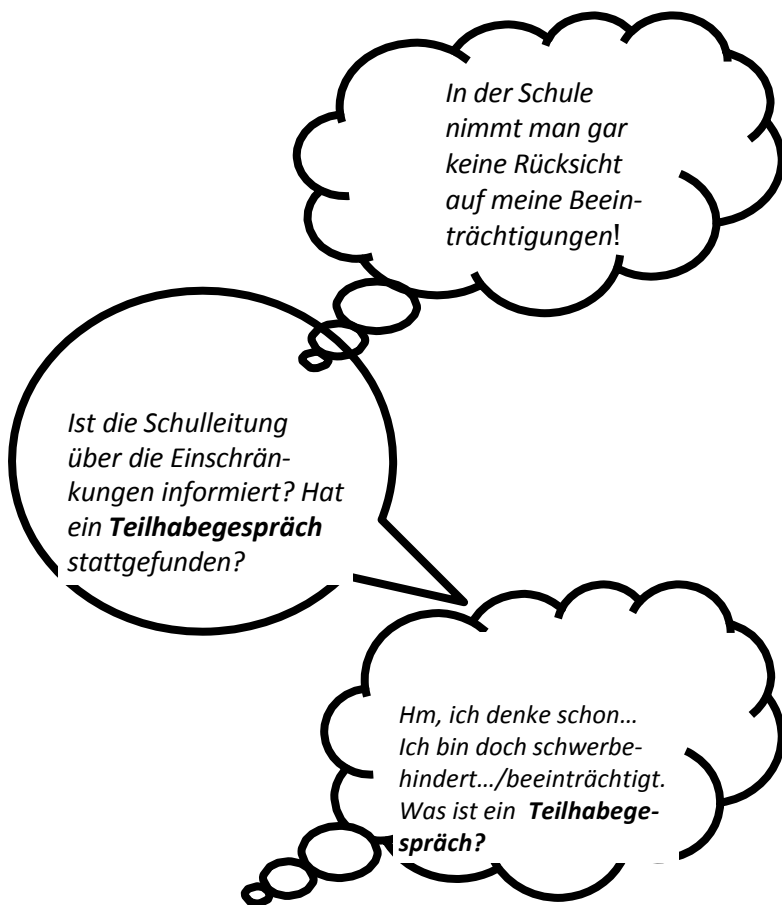 In der Schule
nimmt man gar
keine Rücksicht
auf meine Beein-
trächtigungen!
Ist die Schulleitung
über die Einschrän-
kungen informiert? Hat
ein Teilhabegespräch
stattgefunden?
Hm, ich denke schon…
Ich bin doch schwerbe-
hindert…/beeinträchtigt.
Was ist ein Teilhabege-
spräch?